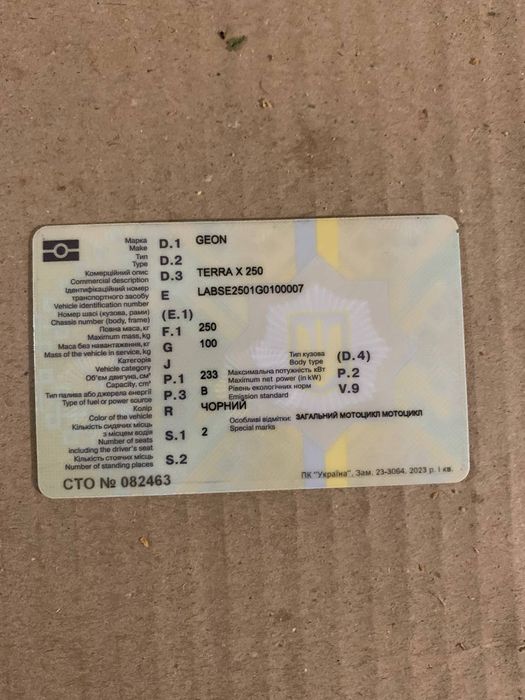 Марка
Make D.1 GEON
Тип
Type D.2
Комерційний опис
Commercial description D.3 TERRA X 250
Ідентифікаційний номер
транспортного засобу
Vehicle identification number E LABSE2501G0100007
Номер шасі (кузова, рами)
Chassis number (body, frame) (E.1)
Повна маса, кг
Maximum mass, kg F.1 250
Маса без навантаження, кг
Mass of the vehicle in service, kg G 100
Категорія
Vehicle category J
Тип кузова
Body type (D.4)
Об'єм двигуна, см³
Capacity, cm³ P.1 233
Максимальна потужність кВт
Maximum net power (in kW) P.2
Тип палива або джерела енергії
Type of fuel or power source P.3 B
Рівень екологічних норм
Emission standard V.9
Колір
Color of the vehicle R ЧОРНИЙ
Кількість сидячих місць
з місцем водія
Number of seats
including the driver's seat S.1 2
Особливі відмітки: ЗАГАЛЬНИЙ МОТОЦИКЛ МОТОЦИКЛ
Special marks
Кількість стоячих місць
Number of standing places S.2
СТО № 082463
ПК "Україна". Зам. 23-3064. 2023 р. I кв.